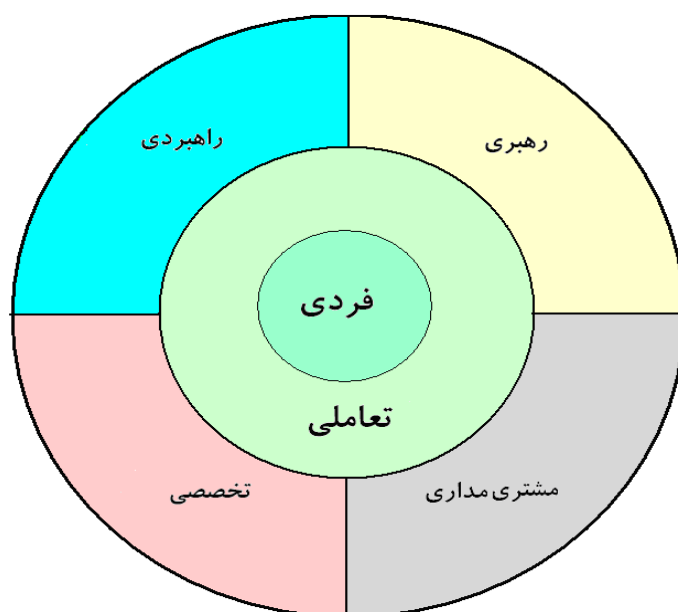 رهبری
راهبردی
فردی
تعاملی
مشتری مداری
تخصصی